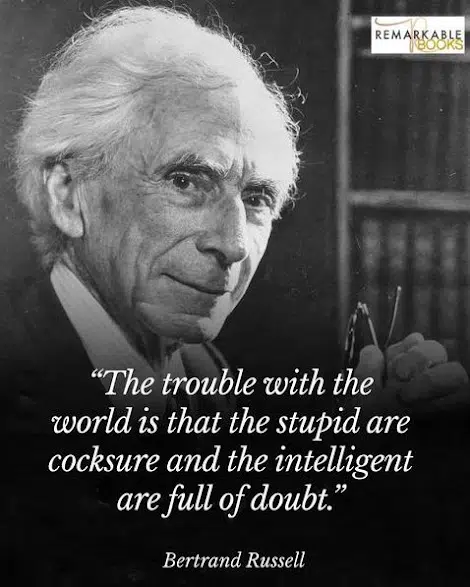 REMARKABLE
BOOKS
“The trouble with the
world is that the stupid are
cocksure and the intelligent
are full of doubt.”
Bertrand Russell